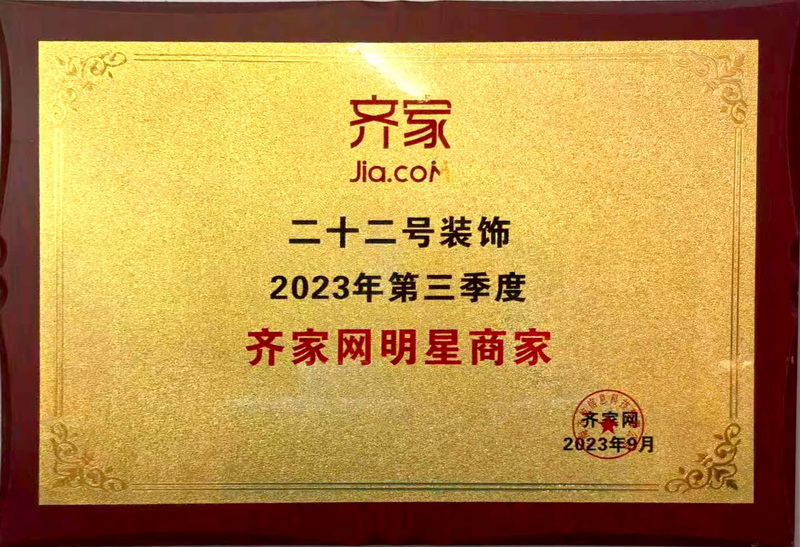 齐家
Jia.com
二十二号装饰
2023年第三季度
齐家网明星商家
齐家网
2023年9月